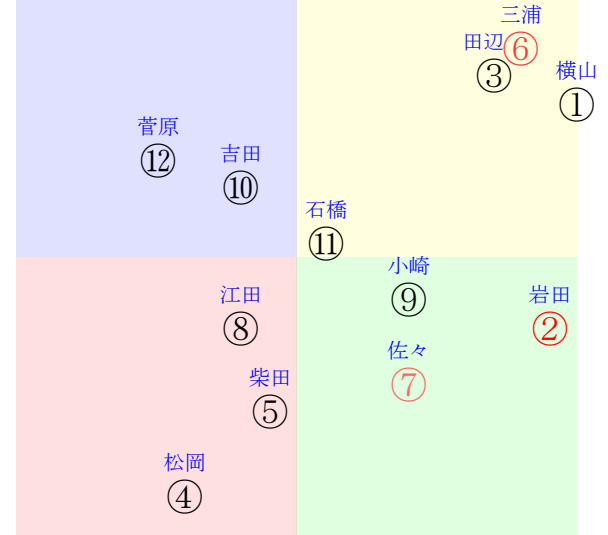 三浦
⑥
田辺
③
横山
①
菅原
⑫
吉田
⑩
石橋
⑪
小崎
⑨
江田
⑧
岩田
②
佐々
⑦
柴田
⑤
松岡
④